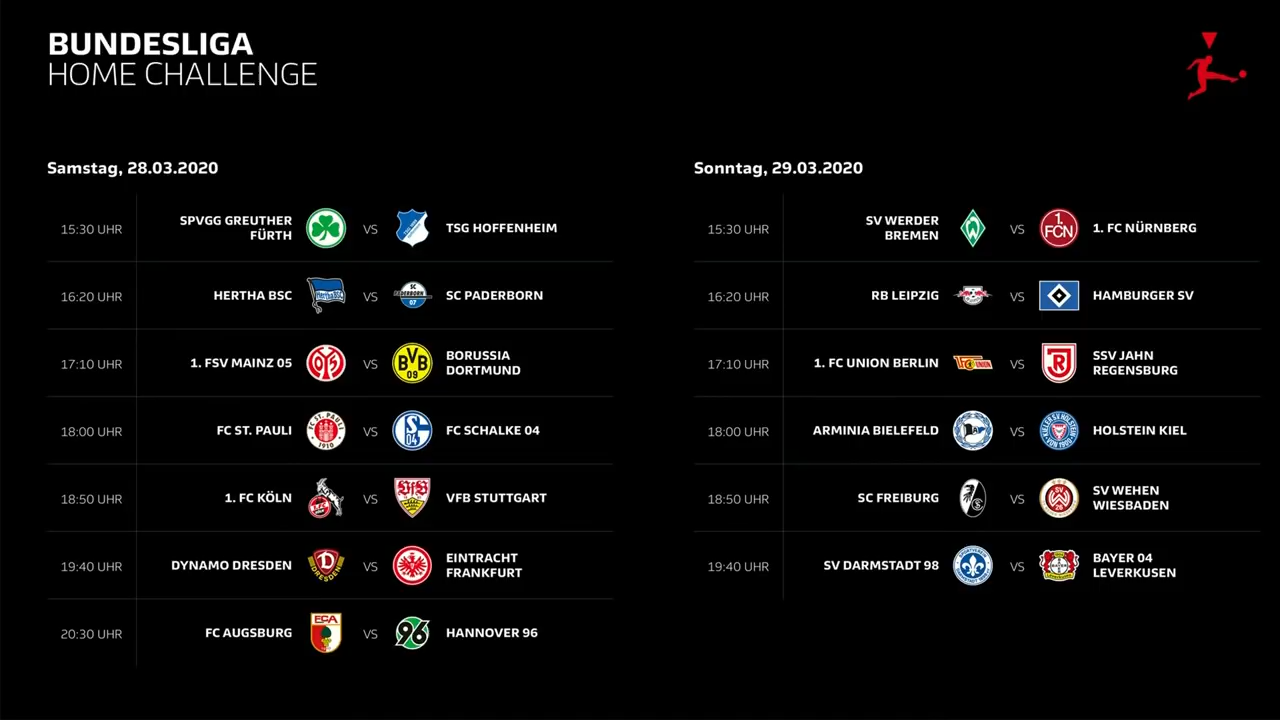 BUNDESLIGA
HOME CHALLENGE
Samstag, 28.03.2020
15:30 UHR SPVGG GREUTHER FÜRTH VS TSG HOFFENHEIM
16:20 UHR HERTHA BSC VS SC PADERBORN
17:10 UHR 1. FSV MAINZ 05 VS BORUSSIA DORTMUND
18:00 UHR FC ST. PAULI VS FC SCHALKE 04
18:50 UHR 1. FC KÖLN VS VFB STUTTGART
19:40 UHR DYNAMO DRESDEN VS EINTRACHT FRANKFURT
20:30 UHR FC AUGSBURG VS HANNOVER 96
Sonntag, 29.03.2020
15:30 UHR SV WERDER BREMEN VS 1. FC NÜRNBERG
16:20 UHR RB LEIPZIG VS HAMBURGER SV
17:10 UHR 1. FC UNION BERLIN VS SSV JAHN REGENSBURG
18:00 UHR ARMINIA BIELEFELD VS HOLSTEIN KIEL
18:50 UHR SC FREIBURG VS SV WEHEN WIESBADEN
19:40 UHR SV DARMSTADT 98 VS BAYER 04 LEVERKUSEN